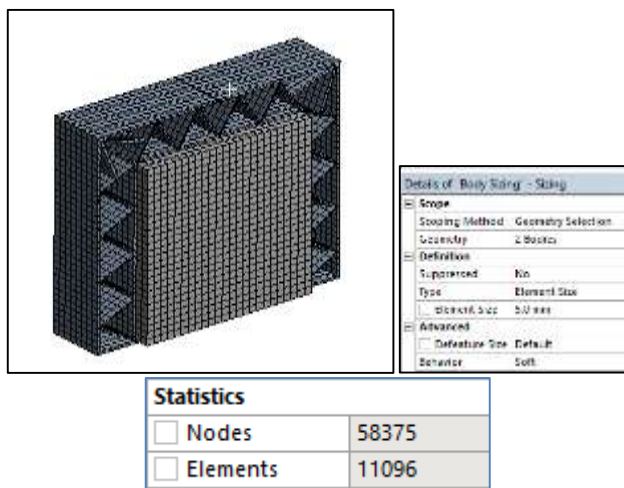 Details of "Body Sizing" - Sizing
Scope
Scoping Method Geometry Selection
Geometry 2 Bodies
Definition
Suppressed No
Type Element Size
Element Size 5.0 mm
Advanced
Defeature Size Default
Behavior Soft
Statistics
Nodes 58375
Elements 11096